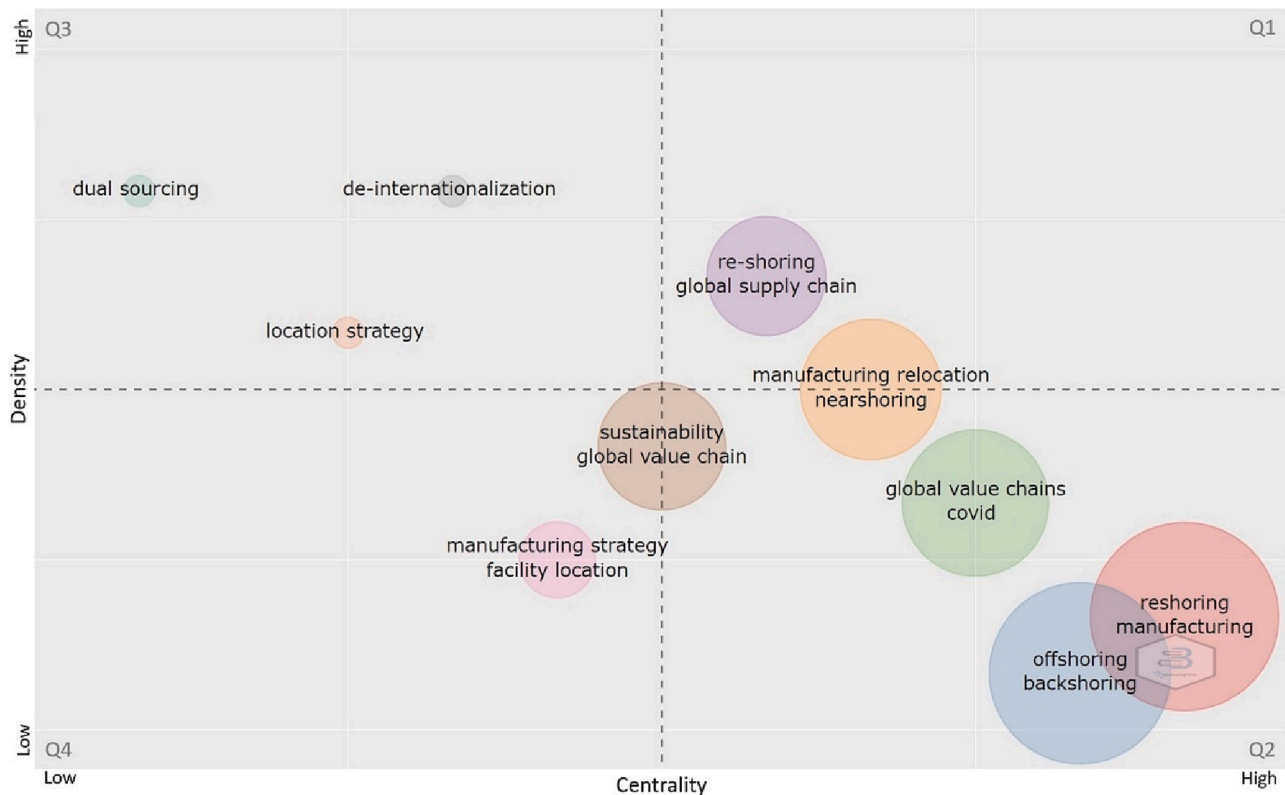 High
Q3
Q1
dual sourcing
de-internationalization
re-shoring
global supply chain
location strategy
manufacturing relocation
nearshoring
Density
sustainability
global value chain
global value chains
covid
manufacturing strategy
facility location
reshoring
manufacturing
offshoring
backshoring
Low
Q4
Q2
Low
Centrality
High